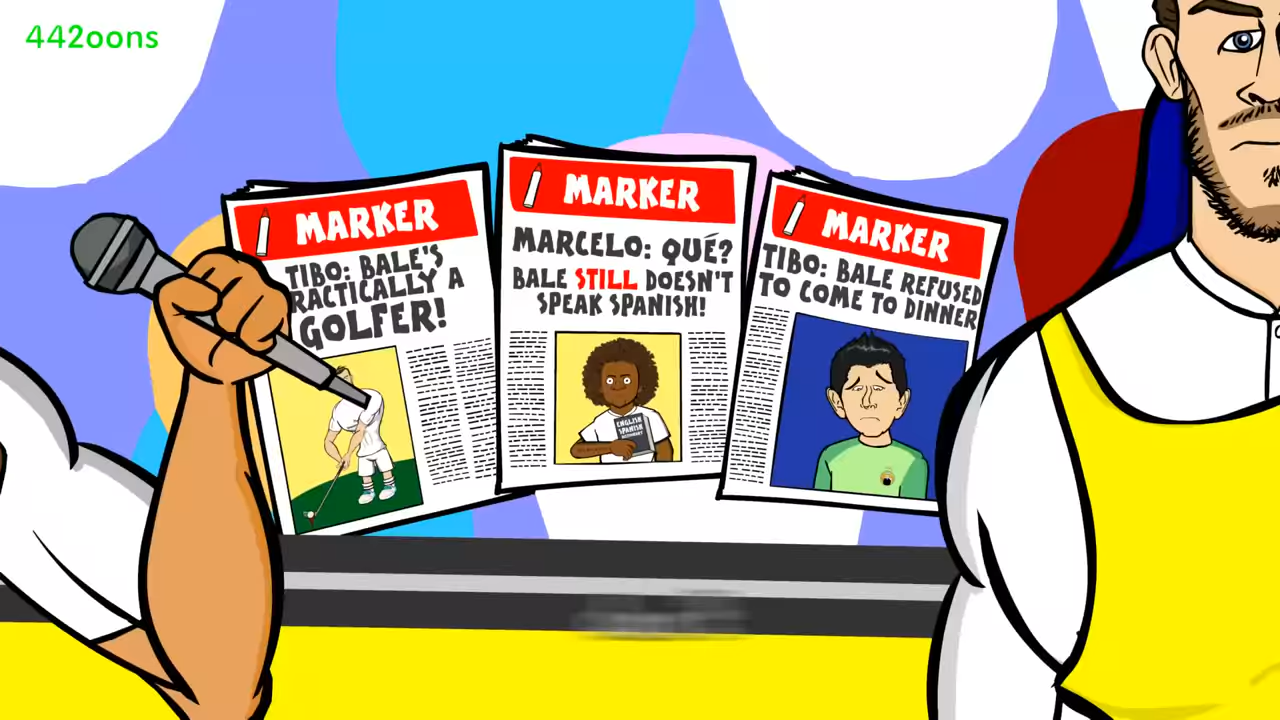 442oons
MARKER
TIBO: BALE'S
RACTICALLY A
GOLFER!
MARKER
MARCELO: QUÉ?
BALE STILL DOESN'T
SPEAK SPANISH!
ENGLISH
SPANISH
MARKER
TIBO: BALE REFUSED
TO COME TO DINNER